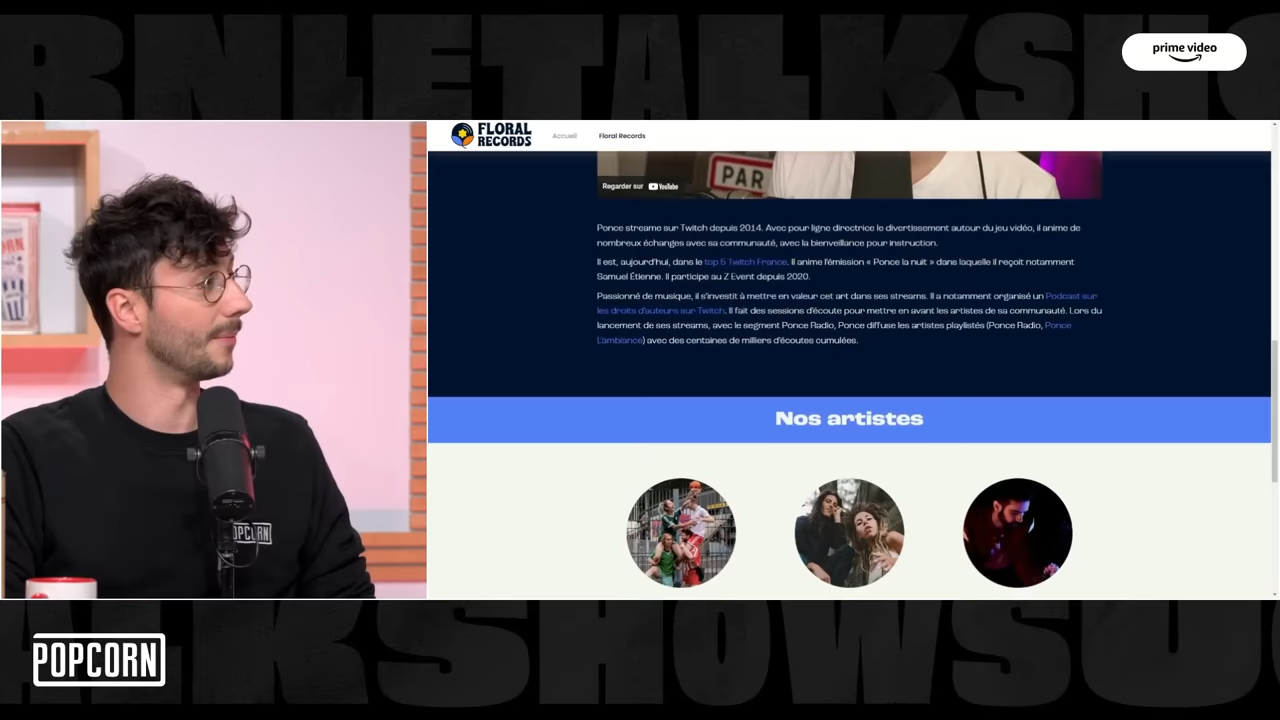 RNLETALKSHO
prime video
FLORAL
RECORDS
Accueil
Floral Records
Regarder sur YouTube
PAR
Ponce streame sur Twitch depuis 2014. Avec pour ligne directrice le divertissement autour du jeu vidéo, il anime de
nombreux échanges avec sa communauté, avec la bienveillance pour instruction.
Il est, aujourd'hui, dans le top 5 Twitch France. Il anime l'émission « Ponce la nuit » dans laquelle il reçoit notamment
Samuel Étienne. Il participe au Z Event depuis 2020.
Passionné de musique, il s'investit à mettre en valeur cet art dans ses streams. Il a notamment organisé un Podcast sur
les droits d'auteurs sur Twitch. Il fait des sessions d'écoute pour mettre en avant les artistes de sa communauté. Lors du
lancement de ses streams, avec le segment Ponce Radio, Ponce diffuse les artistes playlistés (Ponce Radio, Ponce
L'ambiance) avec des centaines de milliers d'écoutes cumulées.
Nos artistes
POPCORN
POPCORN
ALKSHOWSU